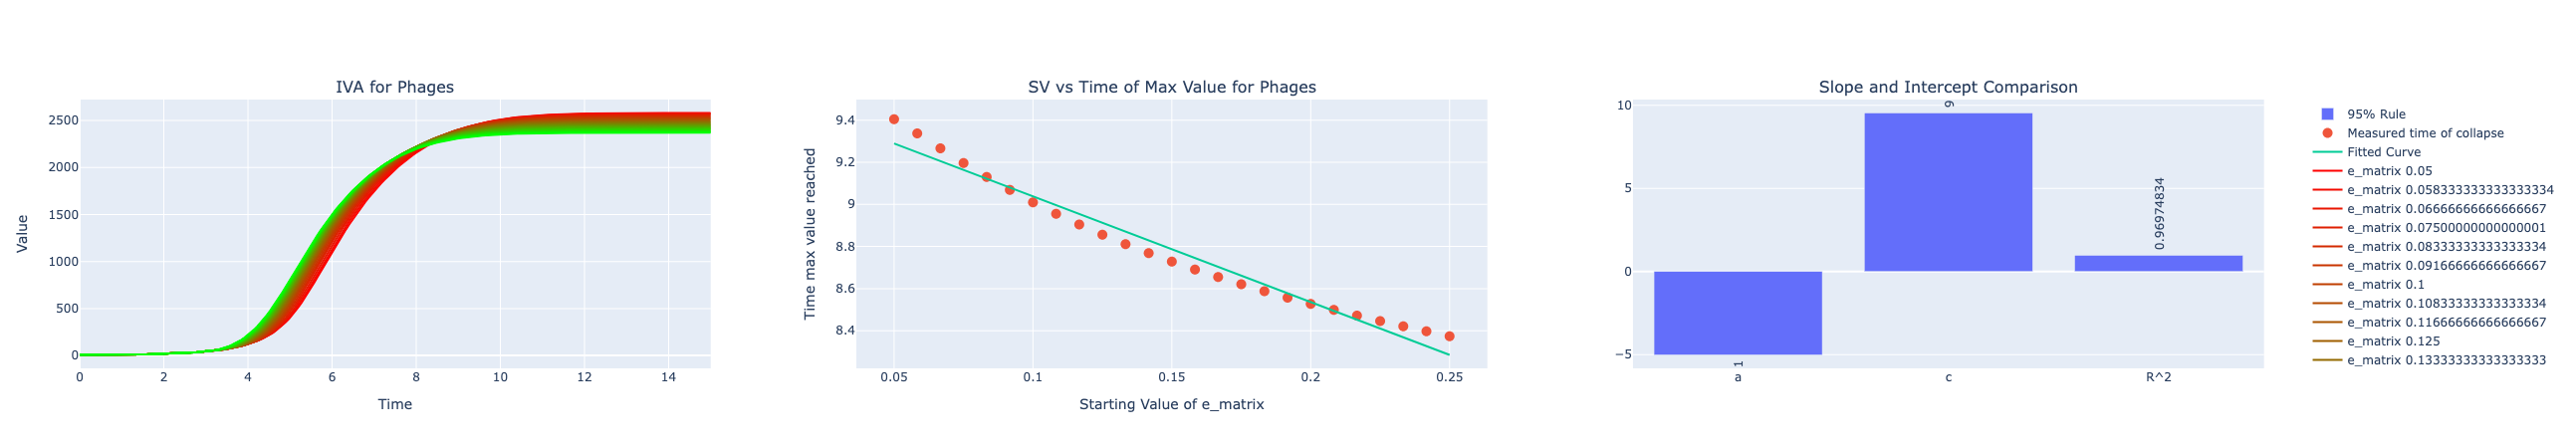 IVA for Phages
2500
2000
1500
1000
500
0
Value
0 2 4 6 8 10 12 14
Time
SV vs Time of Max Value for Phages
9.4
9.2
9
8.8
8.6
8.4
Time max value reached
0.05 0.1 0.15 0.2 0.25
Starting Value of e_matrix
Slope and Intercept Comparison
10
5
0
−5
0.96974834
a c R^2
95% Rule
Measured time of collapse
Fitted Curve
e_matrix 0.05
e_matrix 0.058333333333333334
e_matrix 0.06666666666666667
e_matrix 0.07500000000000001
e_matrix 0.08333333333333334
e_matrix 0.09166666666666667
e_matrix 0.1
e_matrix 0.10833333333333334
e_matrix 0.11666666666666667
e_matrix 0.125
e_matrix 0.13333333333333333